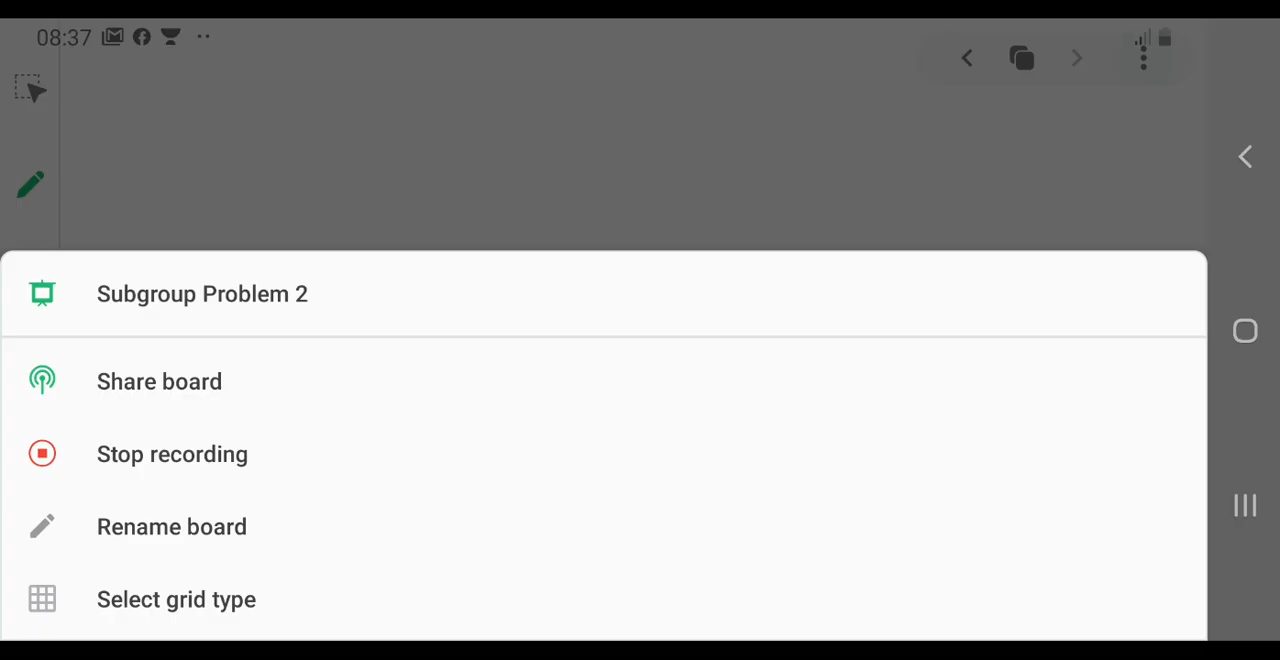 08:37
Subgroup Problem 2
Share board
Stop recording
Rename board
Select grid type